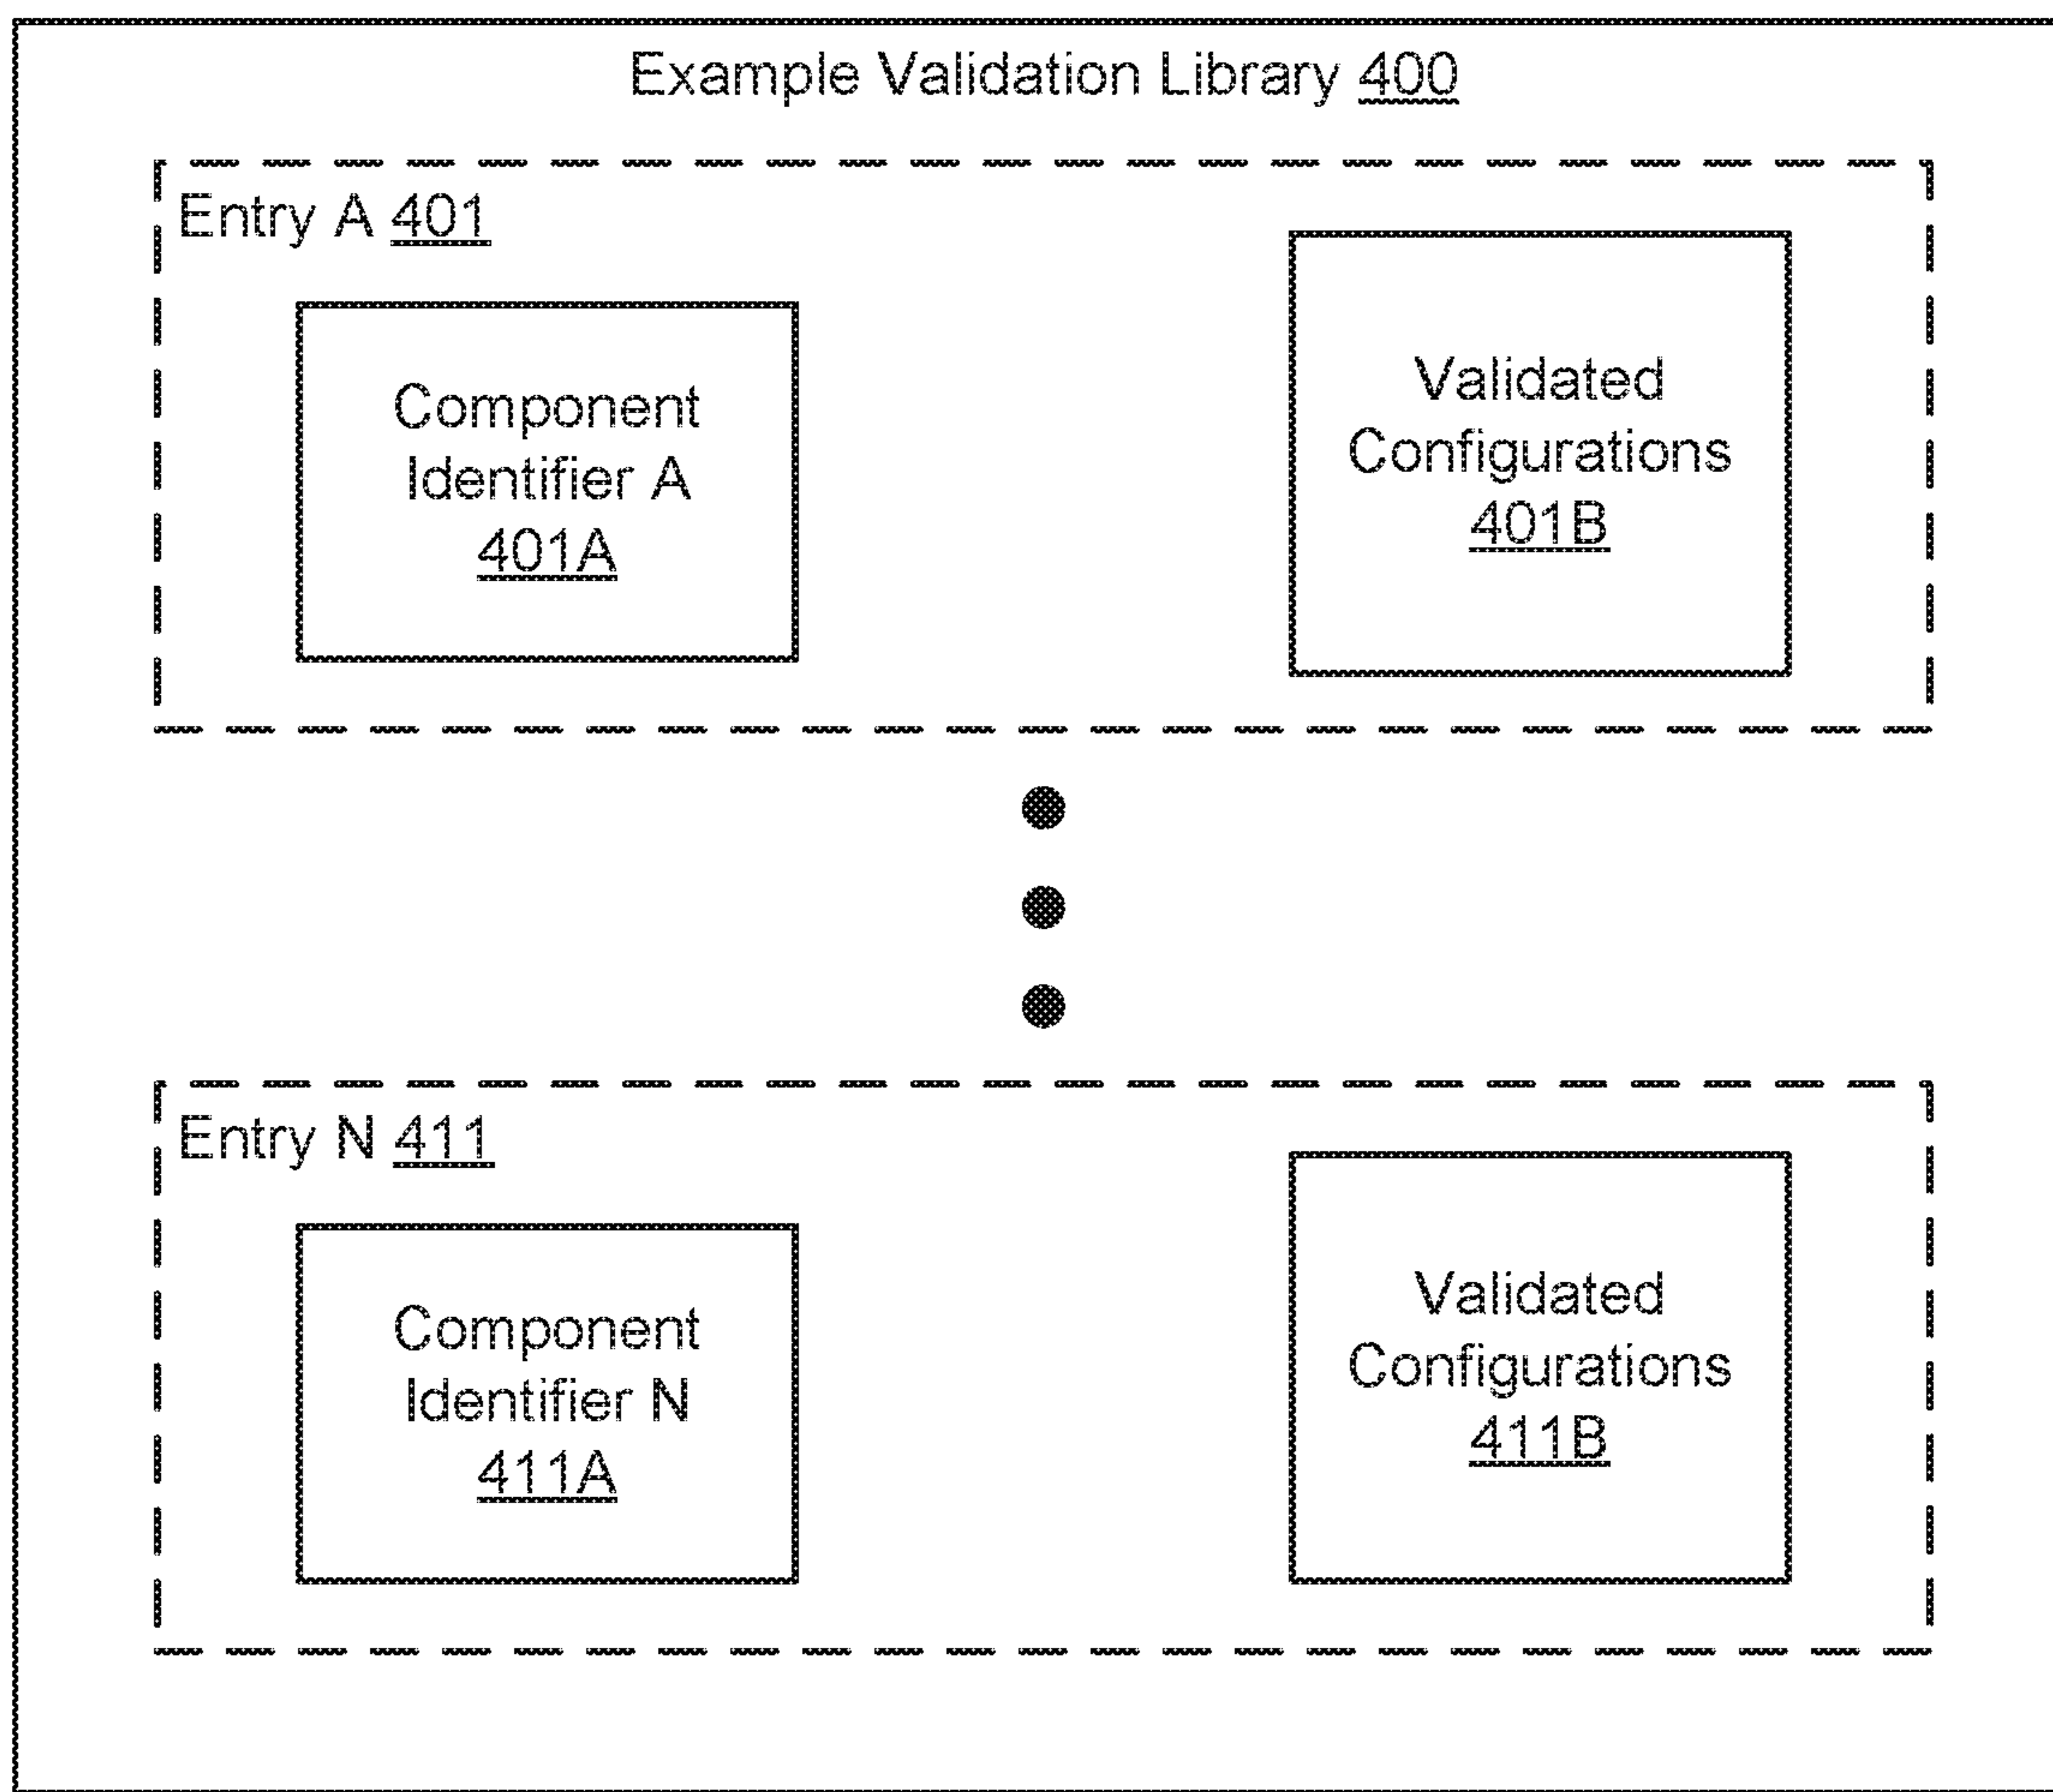 Example Validation Library 400
Entry A 401
Component
Identifier A
401A
Validated
Configurations
401B
Entry N 411
Component
Identifier N
411A
Validated
Configurations
411B